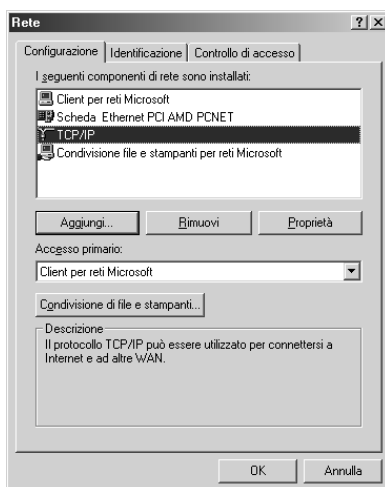 Rete
Configurazione Identificazione Controllo di accesso
I seguenti componenti di rete sono installati:
Client per reti Microsoft
Scheda Ethernet PCI AMD PCNET
TCP/IP
Condivisione file e stampanti per reti Microsoft
Aggiungi... Rimuovi Proprietà
Accesso primario:
Client per reti Microsoft
Condivisione di file e stampanti...
Descrizione
Il protocollo TCP/IP può essere utilizzato per connettersi a
Internet e ad altre WAN.
OK Annulla